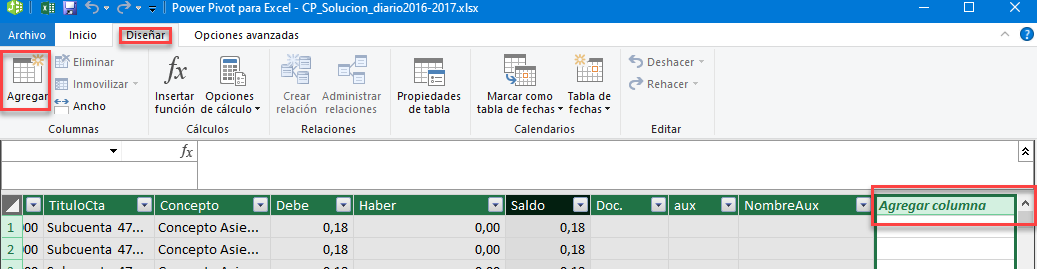 Power Pivot para Excel - CP_Solucion_diario2016-2017.xlsx
Archivo Inicio Diseñar Opciones avanzadas
Agregar
Eliminar
Inmovilizar
Ancho
Columnas
fx
Insertar
función
Opciones
de cálculo
Cálculos
Crear
relación
Administrar
relaciones
Relaciones
Propiedades
de tabla
Marcar como
tabla de fechas
Tabla de
fechas
Calendarios
Deshacer
Rehacer
Editar
fx
TituloCta Concepto Debe Haber Saldo Doc. aux NombreAux Agregar columna
1 00 Subcuenta 47... Concepto Asie... 0,18 0,00 0,18
2 00 Subcuenta 47... Concepto Asie... 0,18 0,00 0,18